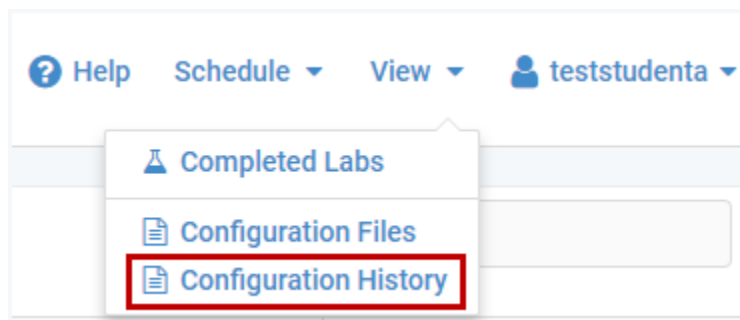 Help Schedule View teststudenta
Completed Labs
Configuration Files
Configuration History